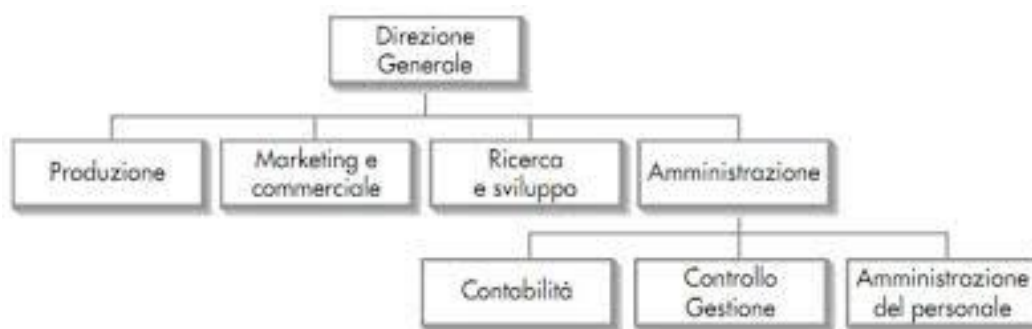 Direzione
Generale
Produzione
Marketing e
commerciale
Ricerca
e sviluppo
Amministrazione
Contabilità
Controllo
Gestione
Amministrazione
del personale